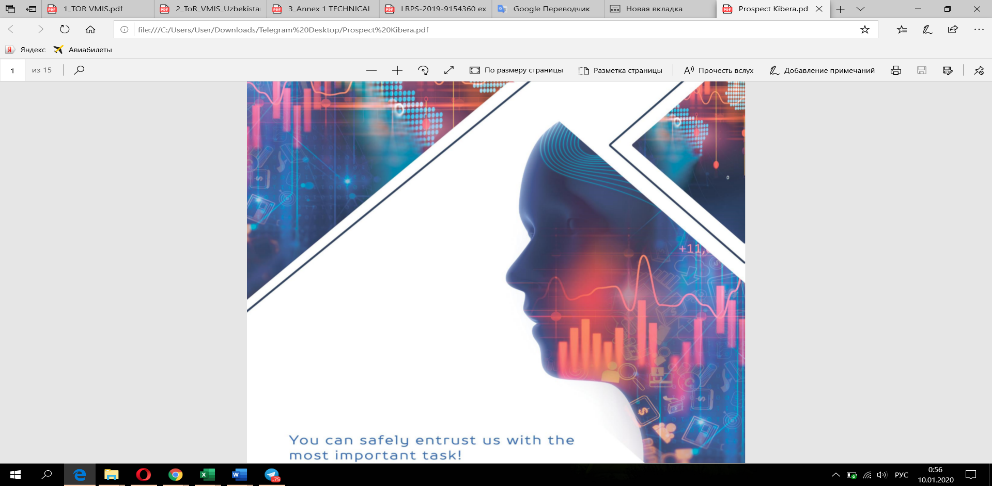 1. TOR VMIS.pdf
2. ToR_VMIS_Uzbekista
3. Annex 1 TECHNICAL
LRPS-2019-9154360 ex
Google Переводчик
Новая вкладка
Prospect Kibera.pd
file:///C:/Users/User/Downloads/Telegram%20Desktop/Prospect%20Kibera.pdf
Яндекс
Авиабилеты
1 из 15
По размеру страницы
Разметка страницы
Прочесть вслух
Добавление примечаний
You can safely entrust us with the
most important task!
РУС
0:56
10.01.2020